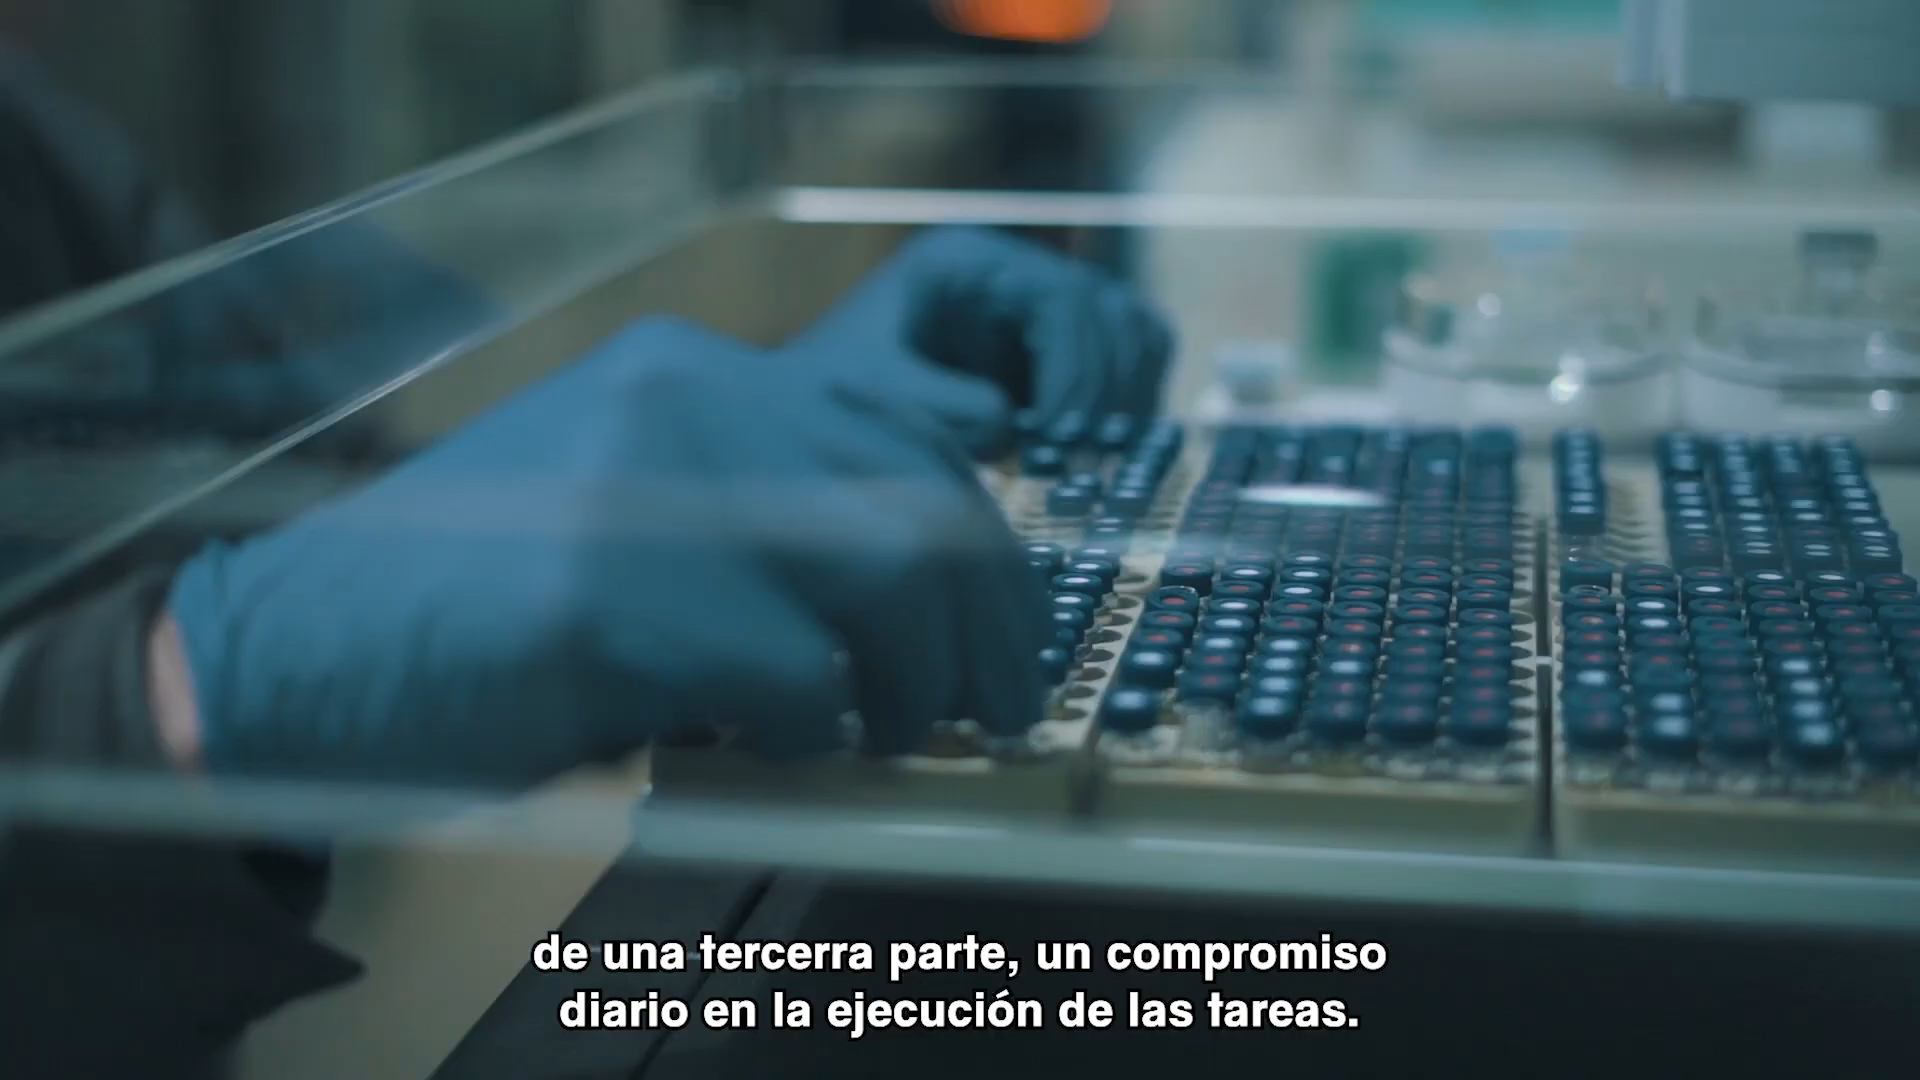 de una tercerra parte, un compromiso
diario en la ejecución de las tareas.